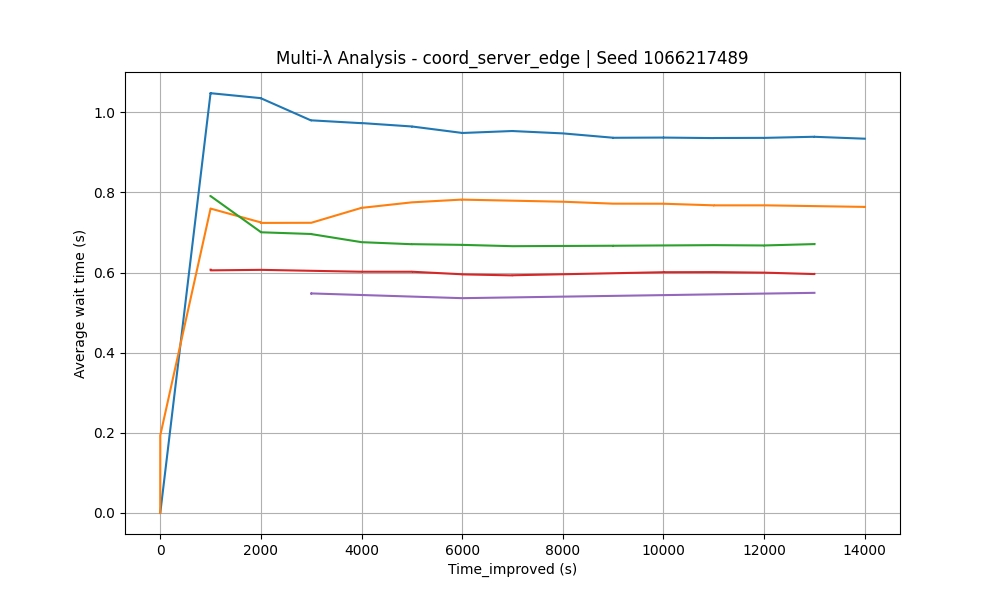 Multi-λ Analysis - coord_server_edge | Seed 1066217489
1.0
0.8
0.6
0.4
0.2
0.0
Average wait time (s)
0 2000 4000 6000 8000 10000 12000 14000
Time_improved (s)